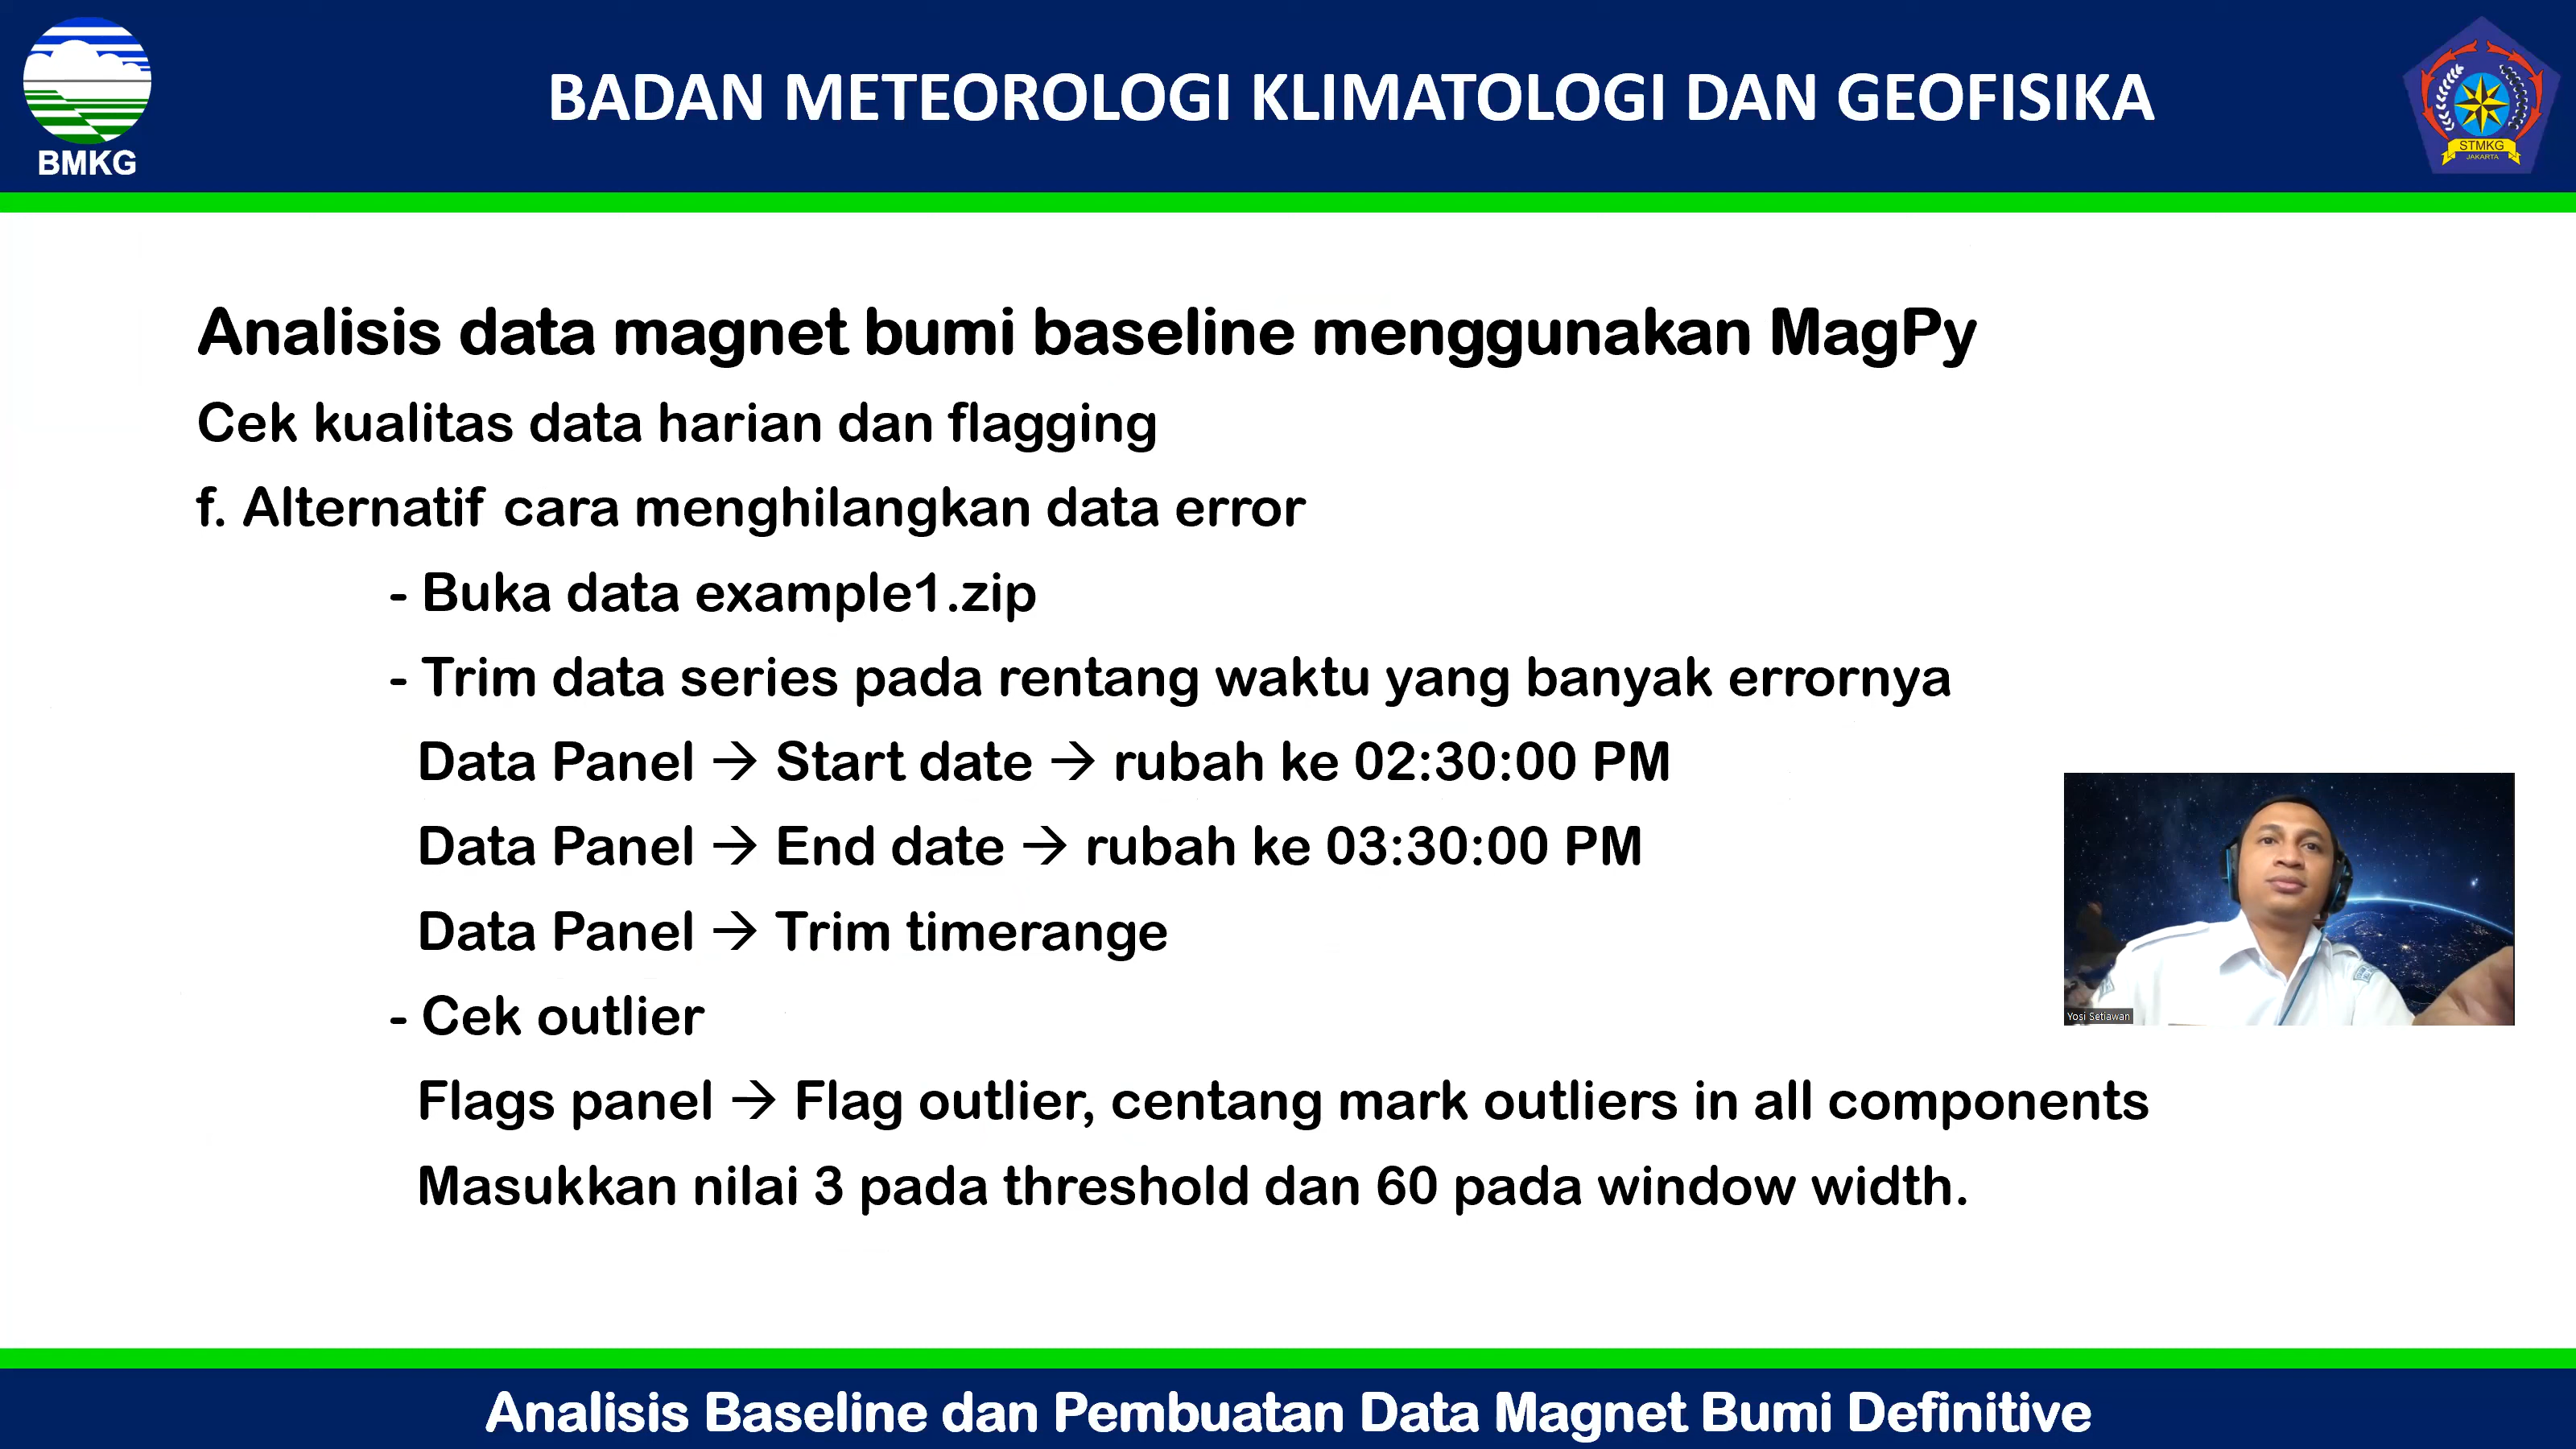 BMKG
BADAN METEOROLOGI KLIMATOLOGI DAN GEOFISIKA
STMKG
JAKARTA
Analisis data magnet bumi baseline menggunakan MagPy
Cek kualitas data harian dan flagging
f. Alternatif cara menghilangkan data error
- Buka data example1.zip
- Trim data series pada rentang waktu yang banyak errornya
Data Panel → Start date → rubah ke 02:30:00 PM
Data Panel → End date → rubah ke 03:30:00 PM
Data Panel → Trim timerange
- Cek outlier
Flags panel → Flag outlier, centang mark outliers in all components
Masukkan nilai 3 pada threshold dan 60 pada window width.
Yosi Setiawan
Analisis Baseline dan Pembuatan Data Magnet Bumi Definitive